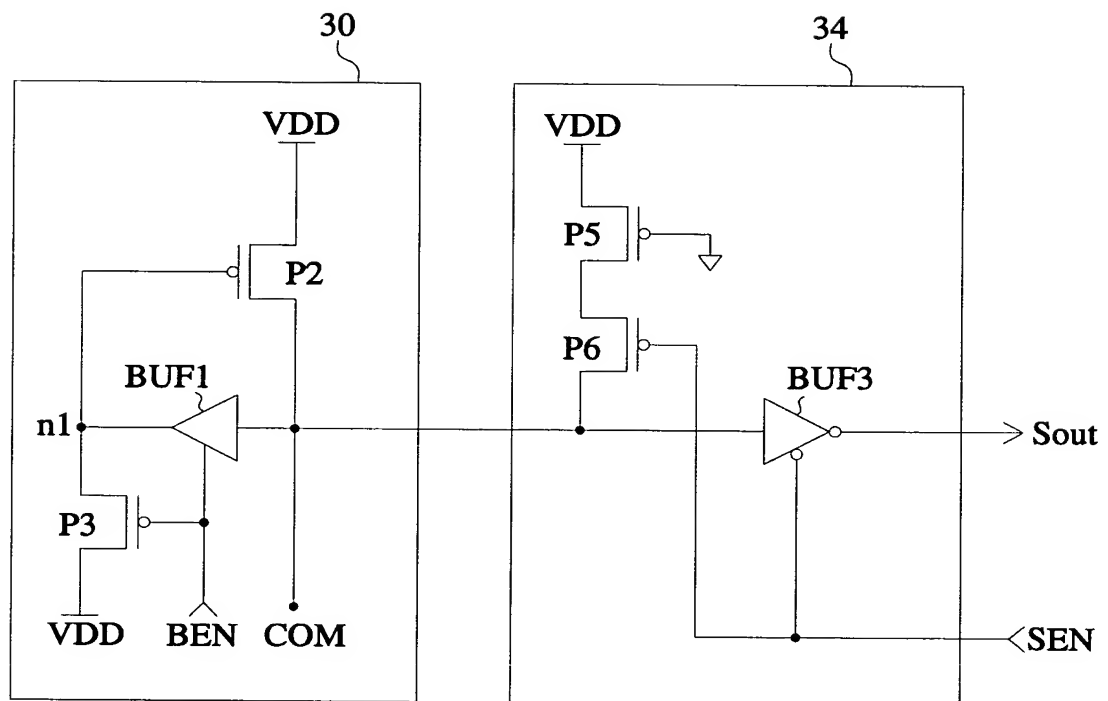 30
34
VDD
VDD
P5
P2
P6
BUF1
BUF3
n1
Sout
P3
VDD
BEN
COM
SEN